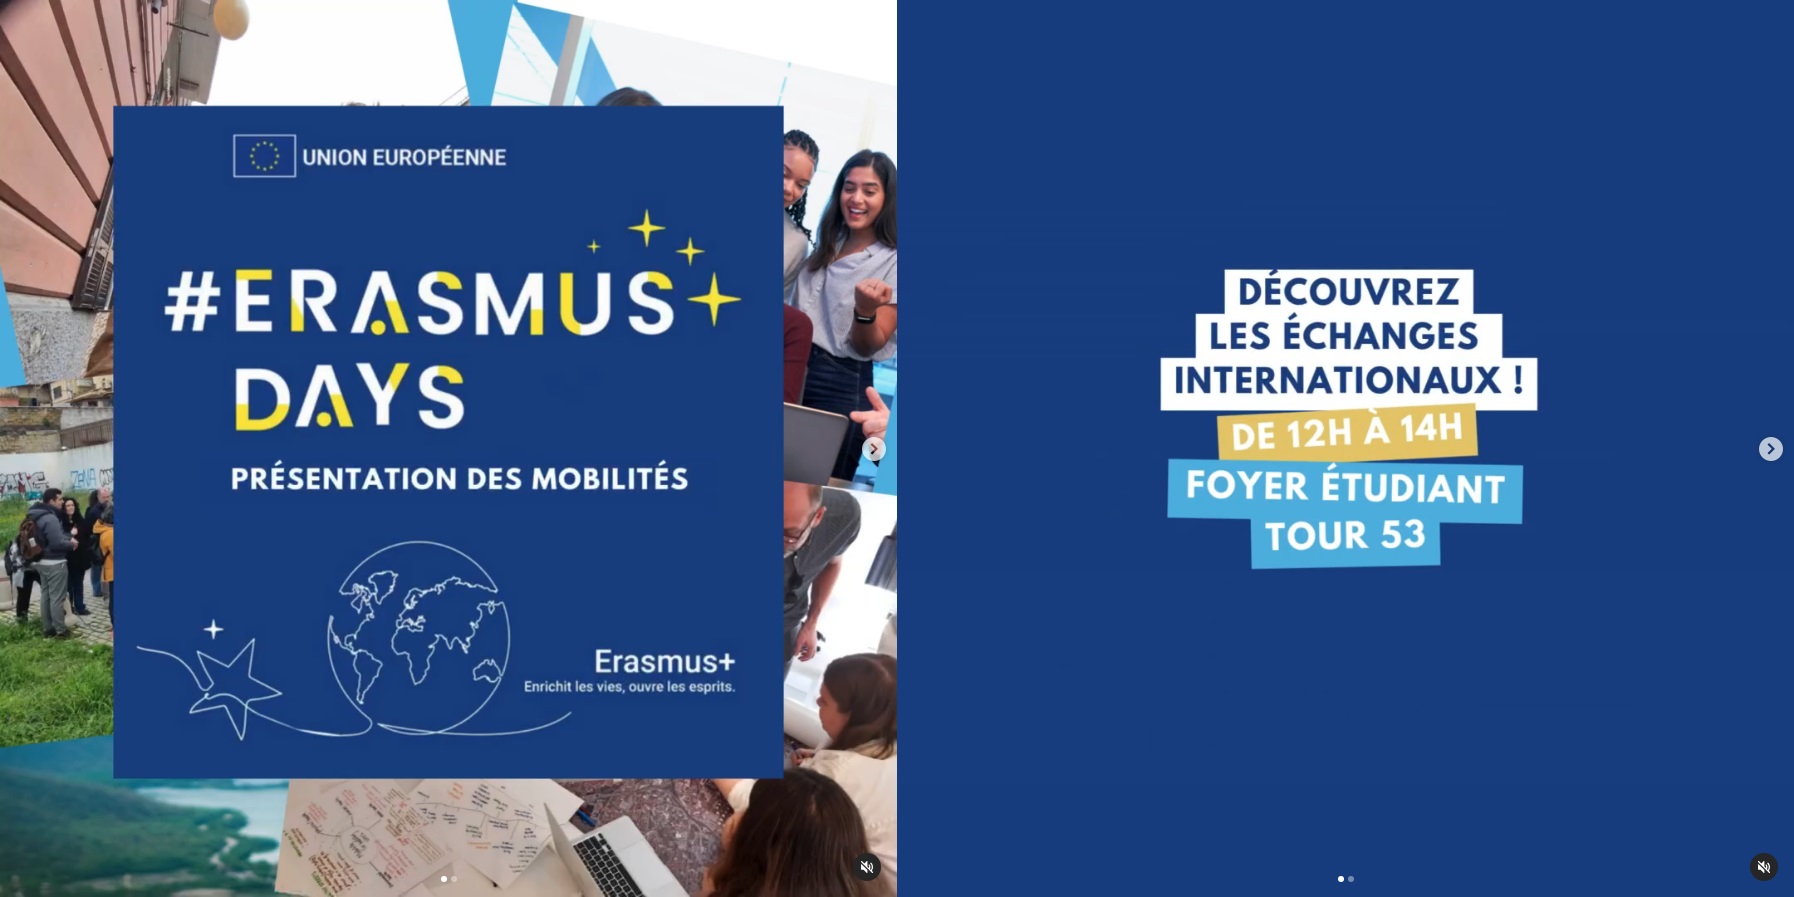 UNION EUROPÉENNE
#ERASMUS+
DAYS
PRÉSENTATION DES MOBILITÉS
Erasmus+
Enrichit les vies, ouvre les esprits.
DÉCOUVREZ
LES ÉCHANGES
INTERNATIONAUX !
DE 12H À 14H
FOYER ÉTUDIANT
TOUR 53